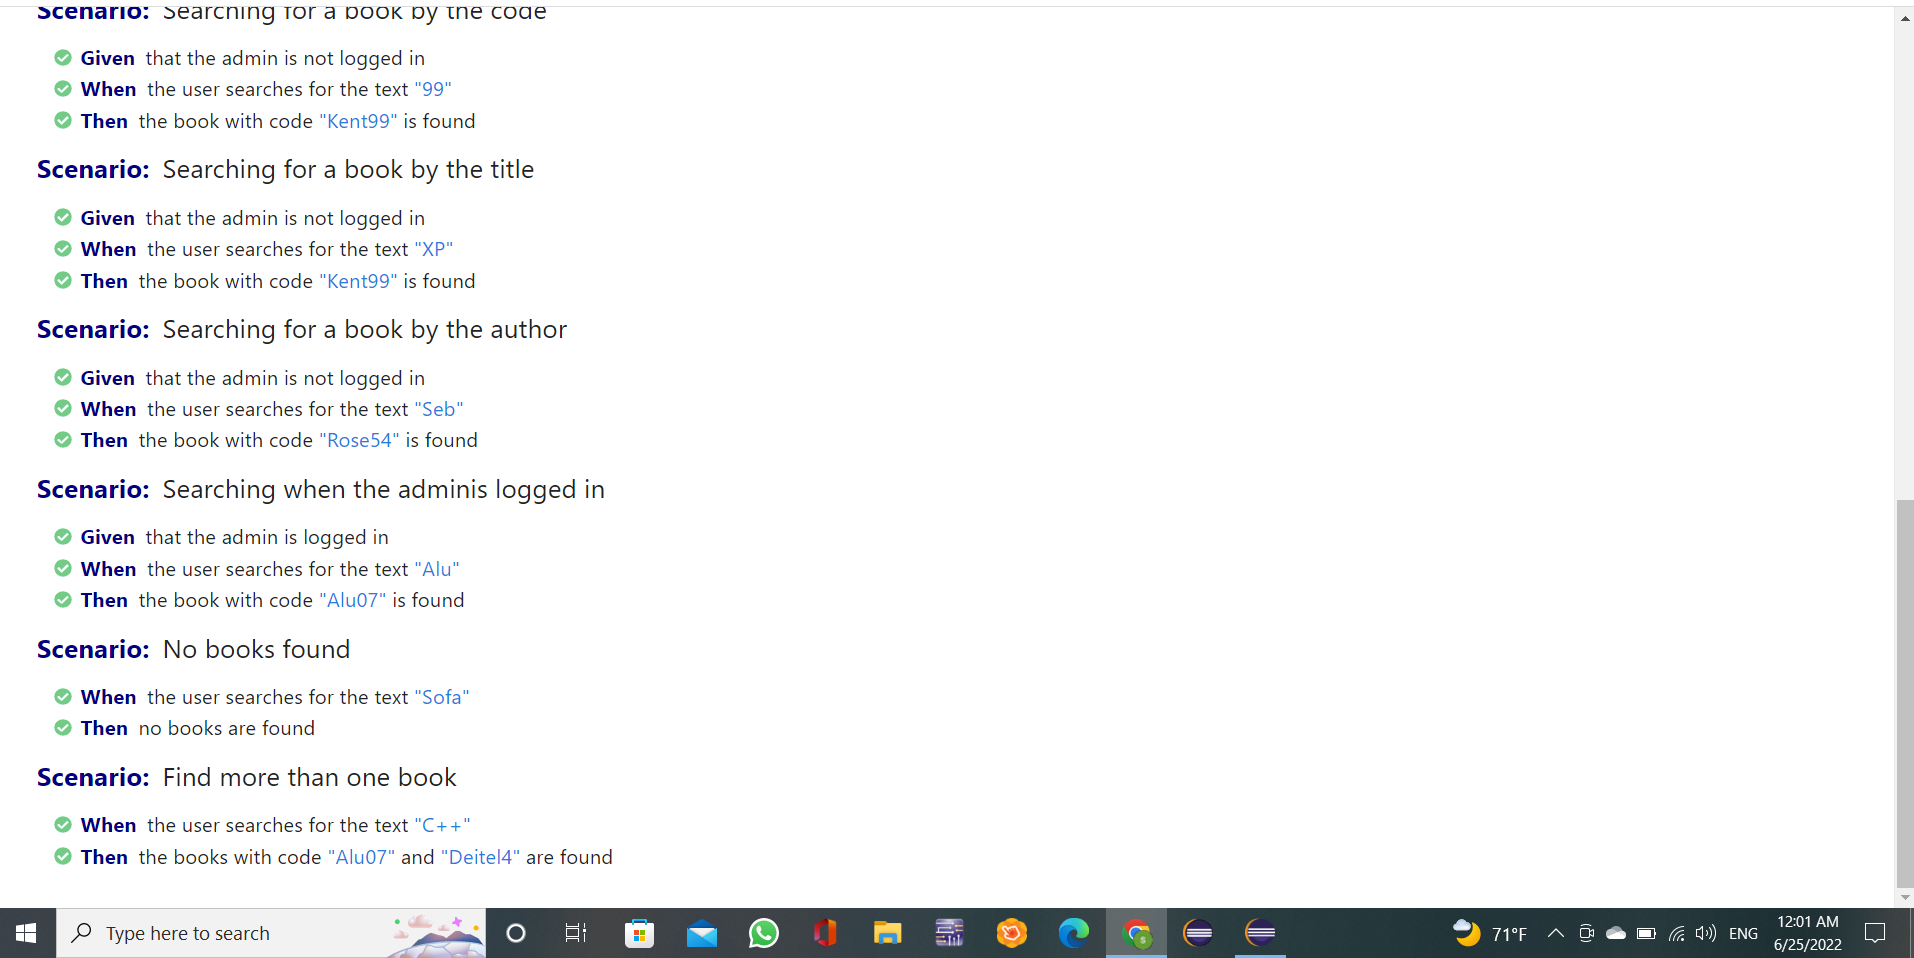 Scenario: Searching for a book by the code
Given that the admin is not logged in
When the user searches for the text "99"
Then the book with code "Kent99" is found
Scenario: Searching for a book by the title
Given that the admin is not logged in
When the user searches for the text "XP"
Then the book with code "Kent99" is found
Scenario: Searching for a book by the author
Given that the admin is not logged in
When the user searches for the text "Seb"
Then the book with code "Rose54" is found
Scenario: Searching when the adminis logged in
Given that the admin is logged in
When the user searches for the text "Alu"
Then the book with code "Alu07" is found
Scenario: No books found
When the user searches for the text "Sofa"
Then no books are found
Scenario: Find more than one book
When the user searches for the text "C++"
Then the books with code "Alu07" and "Deitel4" are found
Type here to search
71°F
ENG
12:01 AM
6/25/2022